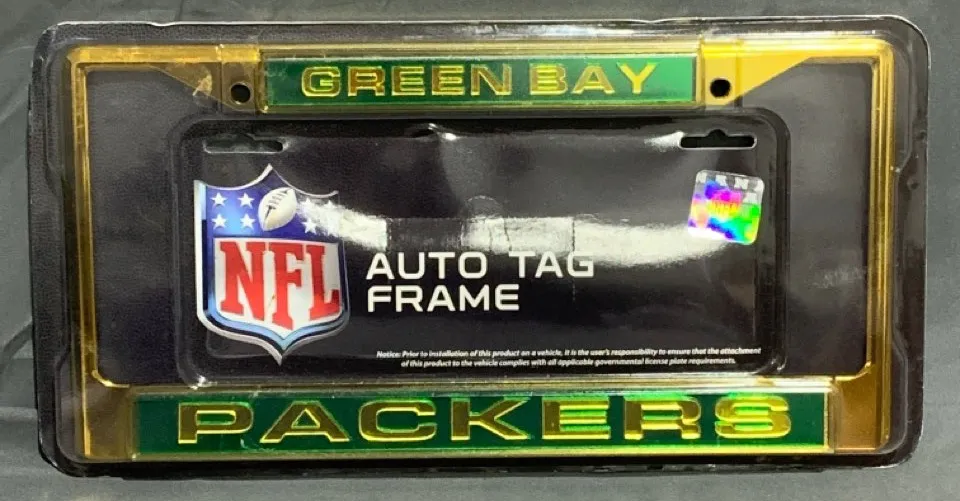 GREEN BAY
NFL
AUTO TAG
FRAME
Notice: Prior to installation of this product on a vehicle, it is the user's responsibility to ensure that the attachment
of this product to the vehicle complies with all applicable governmental license plate requirements.
PACKERS